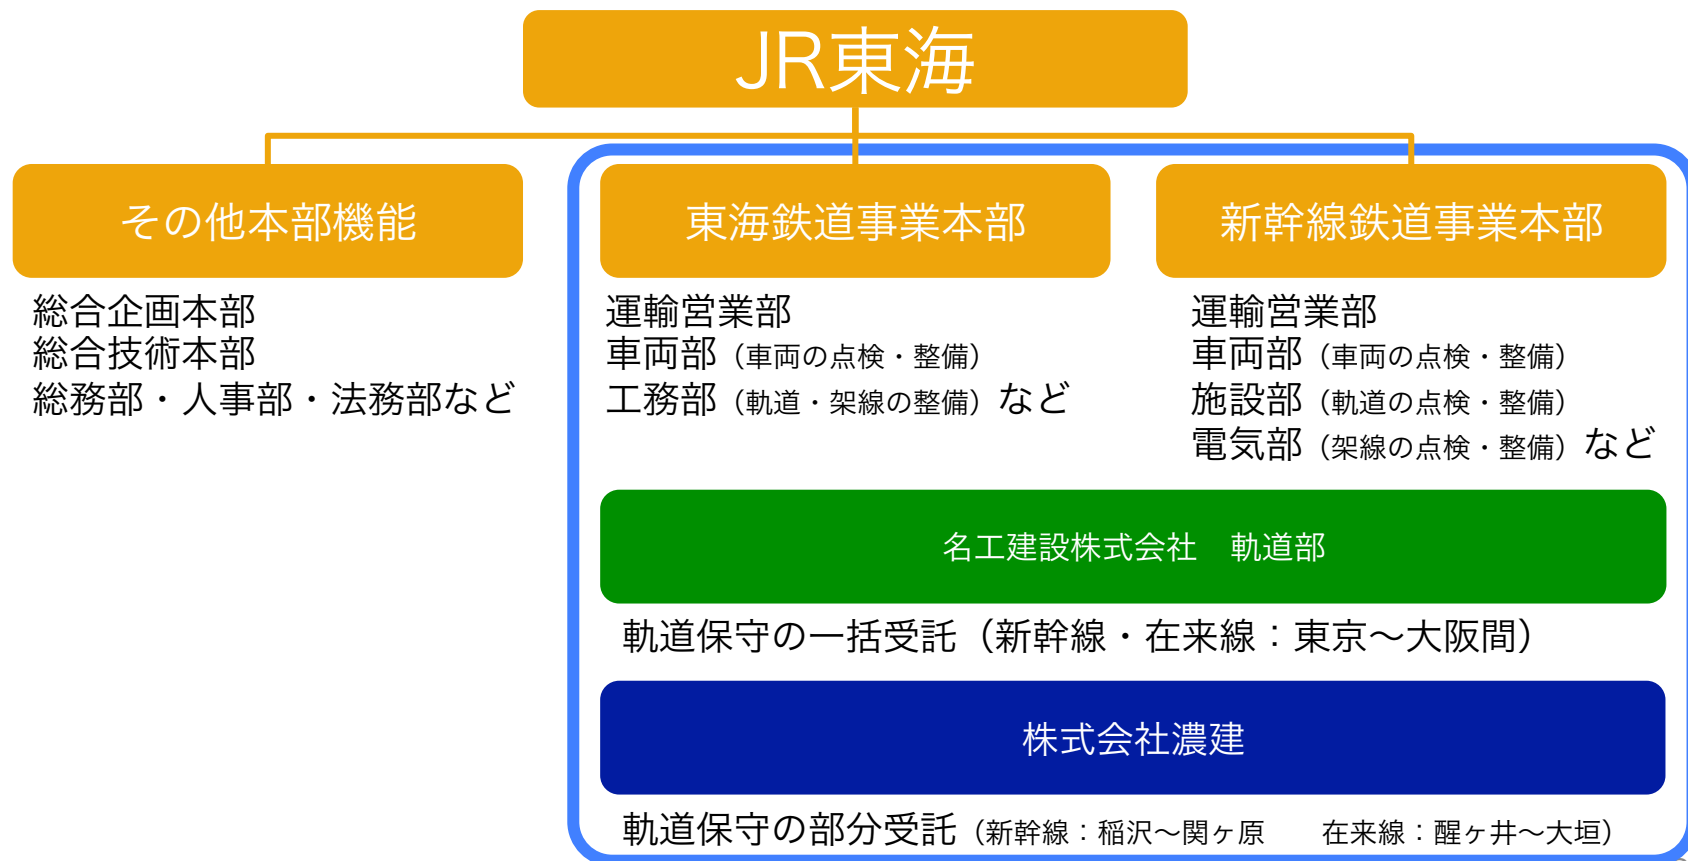 JR東海
その他本部機能
総合企画本部
総合技術本部
総務部・人事部・法務部など
東海鉄道事業本部
運輸営業部
車両部（車両の点検・整備）
工務部（軌道・架線の整備）など
新幹線鉄道事業本部
運輸営業部
車両部（車両の点検・整備）
施設部（軌道の点検・整備）
電気部（架線の点検・整備）など
名工建設株式会社　軌道部
軌道保守の一括受託（新幹線・在来線：東京〜大阪間）
株式会社濃建
軌道保守の部分受託（新幹線：稲沢〜関ヶ原　　在来線：醒ヶ井〜大垣）